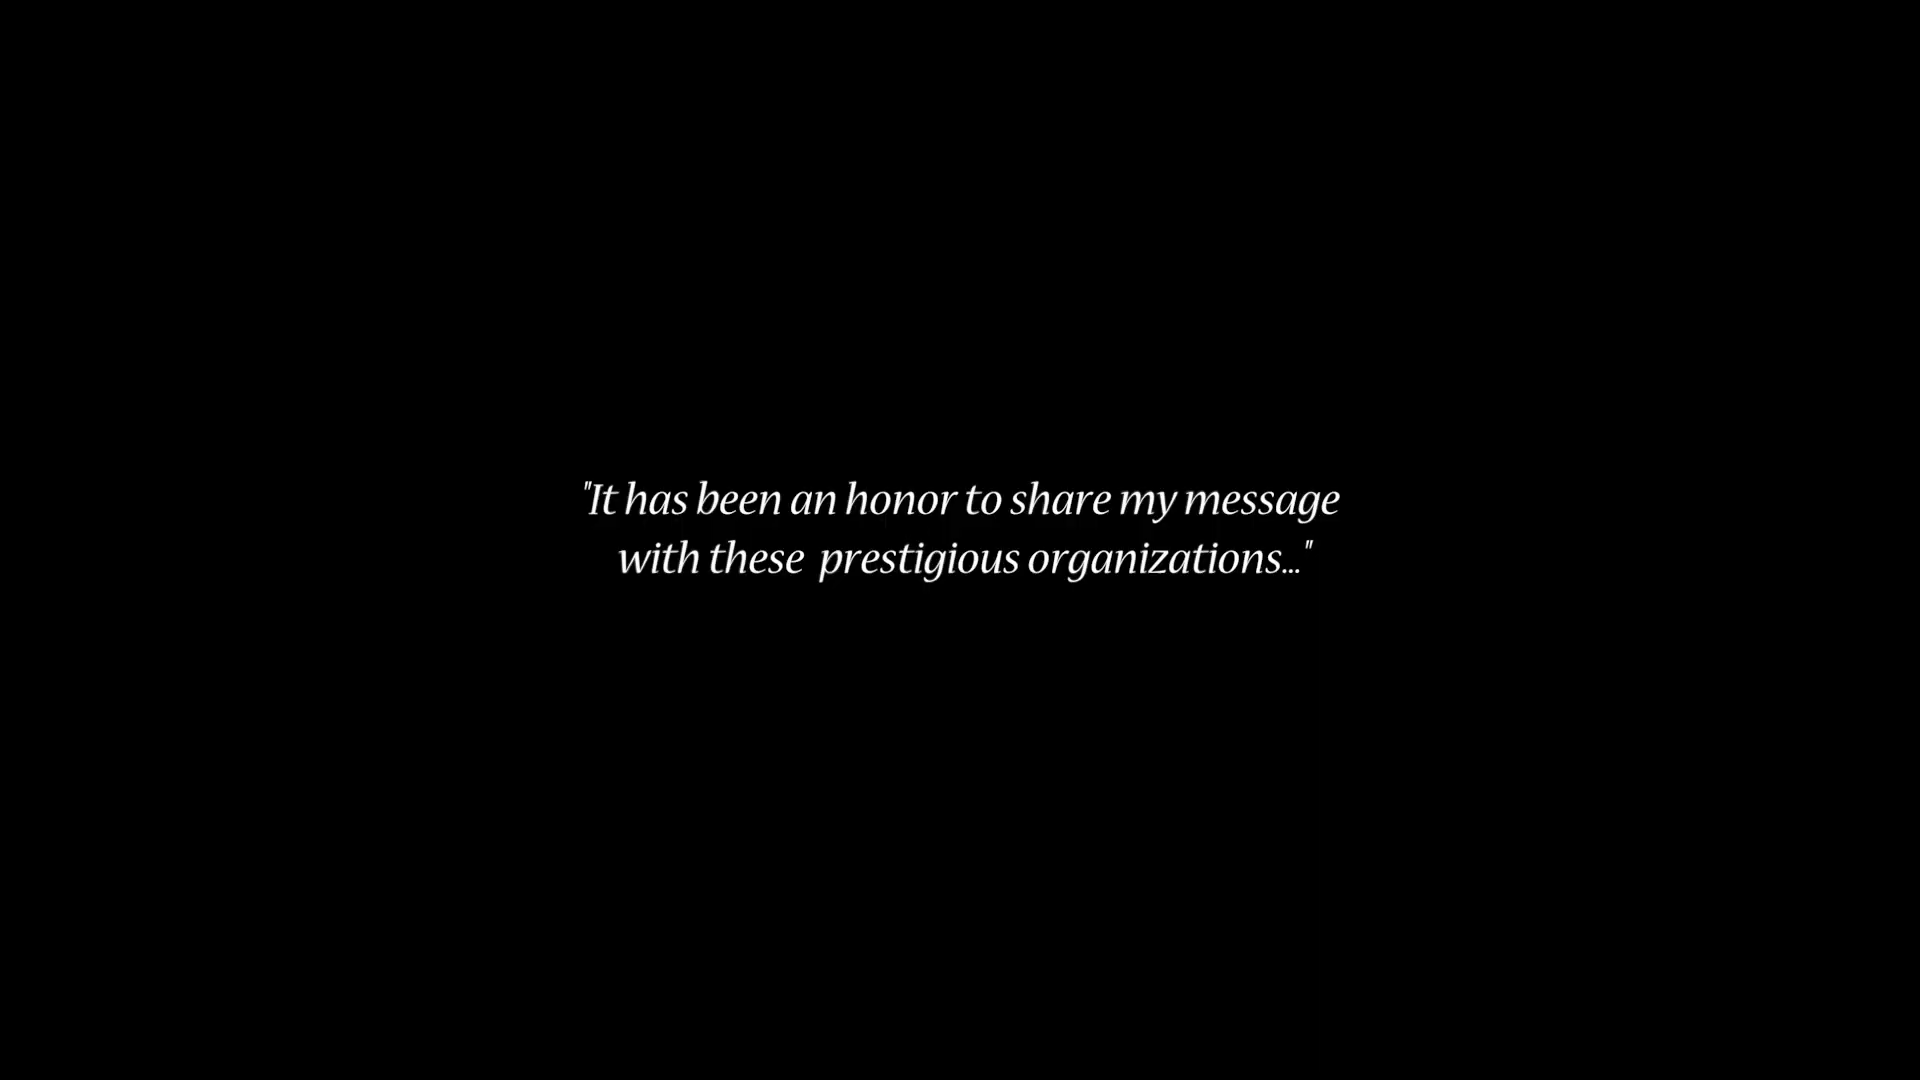 "It has been an honor to share my message
with these  prestigious organizations..."